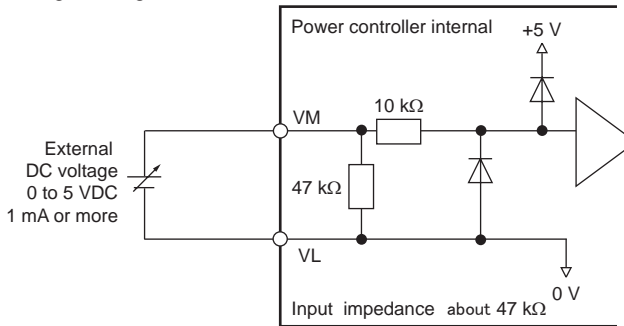 Power controller internal
+5 V
VM
10 kΩ
External
DC voltage
0 to 5 VDC
1 mA or more
47 kΩ
VL
0 V
Input impedance about 47 kΩ